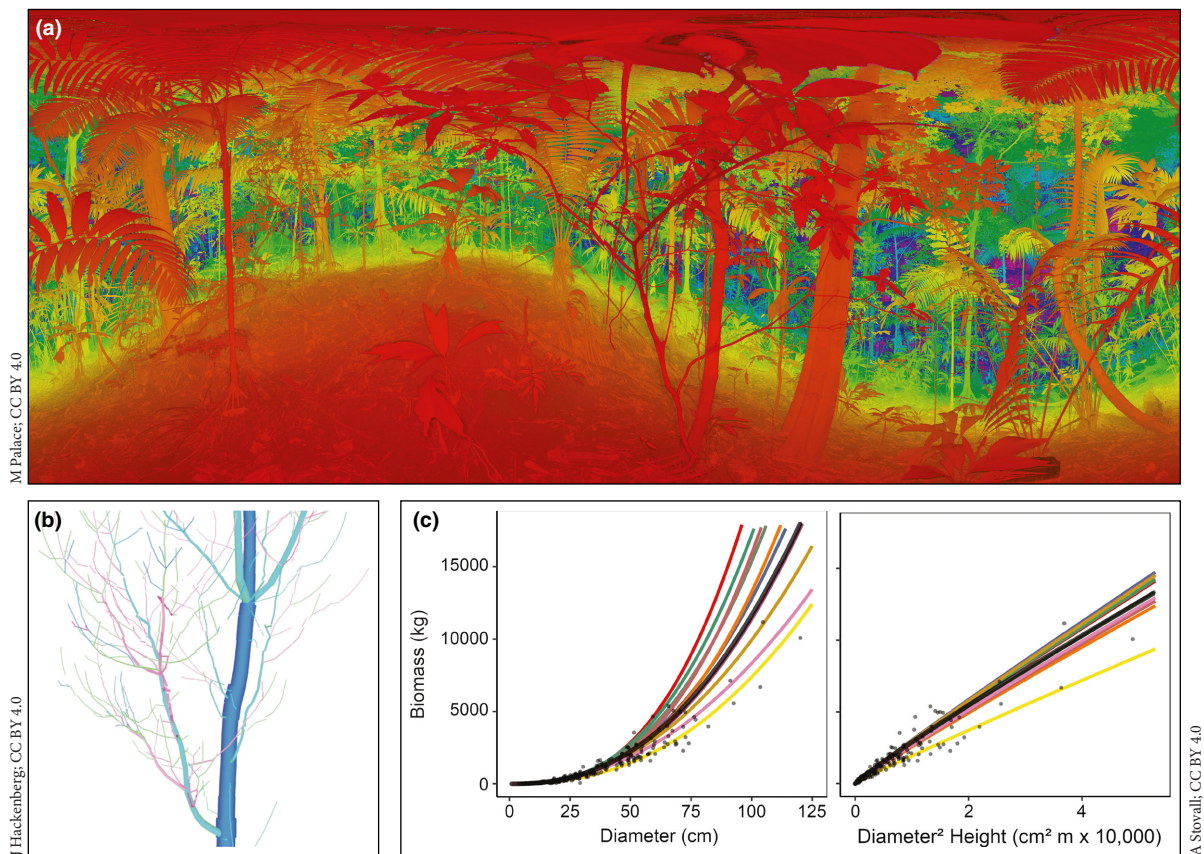 (a)
M Palace; CC BY 4.0
(b)
J Hackenberg; CC BY 4.0
(c)
Biomass (kg)
15000
10000
5000
0
0 25 50 75 100 125
Diameter (cm)
0 2 4
Diameter² Height (cm² m x 10,000)
A Stovall; CC BY 4.0